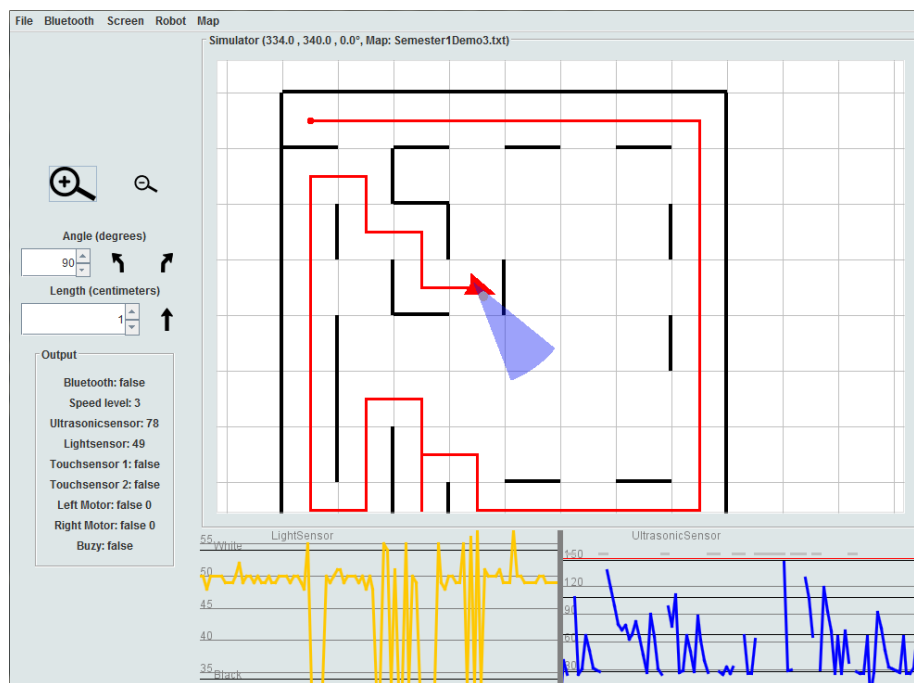 File Bluetooth Screen Robot Map
Simulator (334.0 , 340.0 , 0.0°, Map: Semester1Demo3.txt)
Angle (degrees)
90
Length (centimeters)
1
Output
Bluetooth: false
Speed level: 3
Ultrasonicsensor: 78
Lightsensor: 49
Touchsensor 1: false
Touchsensor 2: false
Left Motor: false 0
Right Motor: false 0
Buzy: false
LightSensor
55
White
50
45
40
35
Black
UltrasonicSensor
150
120
90
60
30